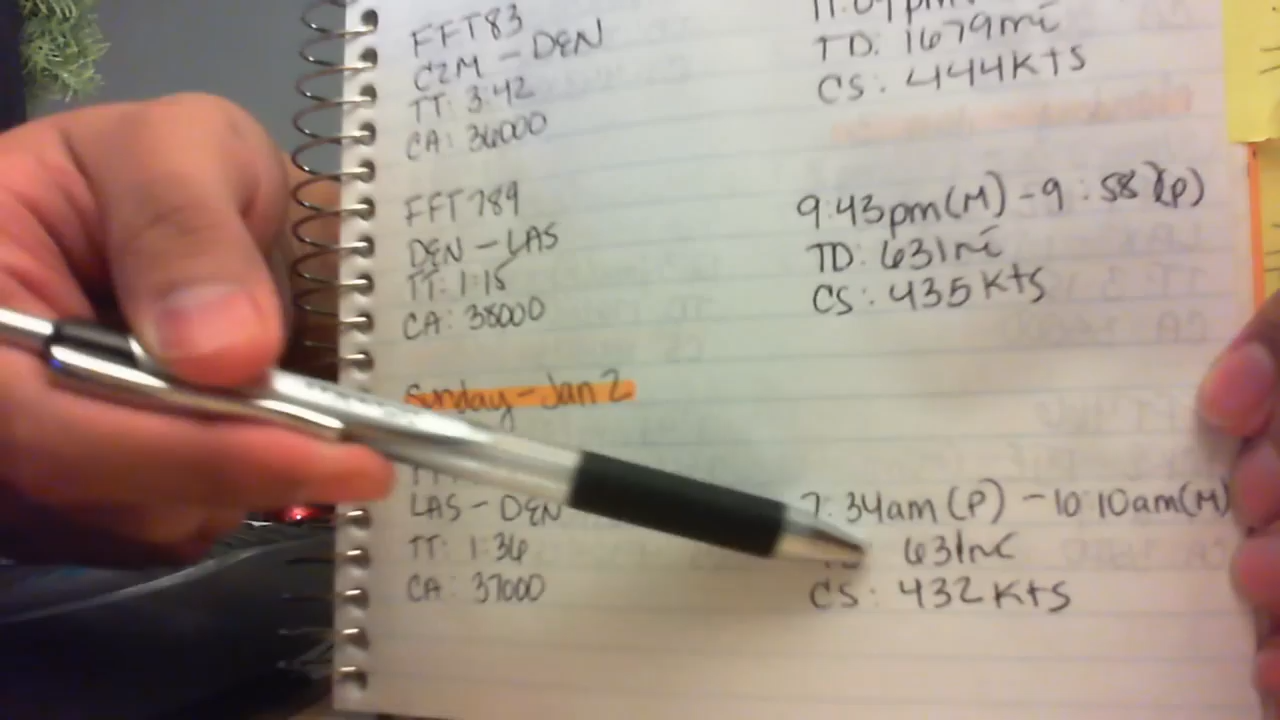 FFT83
CZM - DEN
TT: 3:42
CA: 36000
TD: 1679mi
CS: 444Kts
FFT789
DEN - LAS
TT: 1:15
CA: 38000
9:43pm(M) - 9:58(p)
TD: 631mi
CS: 435Kts
Sunday - Jan 2
LAS - DEN
TT: 1:36
CA: 37000
7:34am(P) - 10:10am(M)
631mi
CS: 432Kts